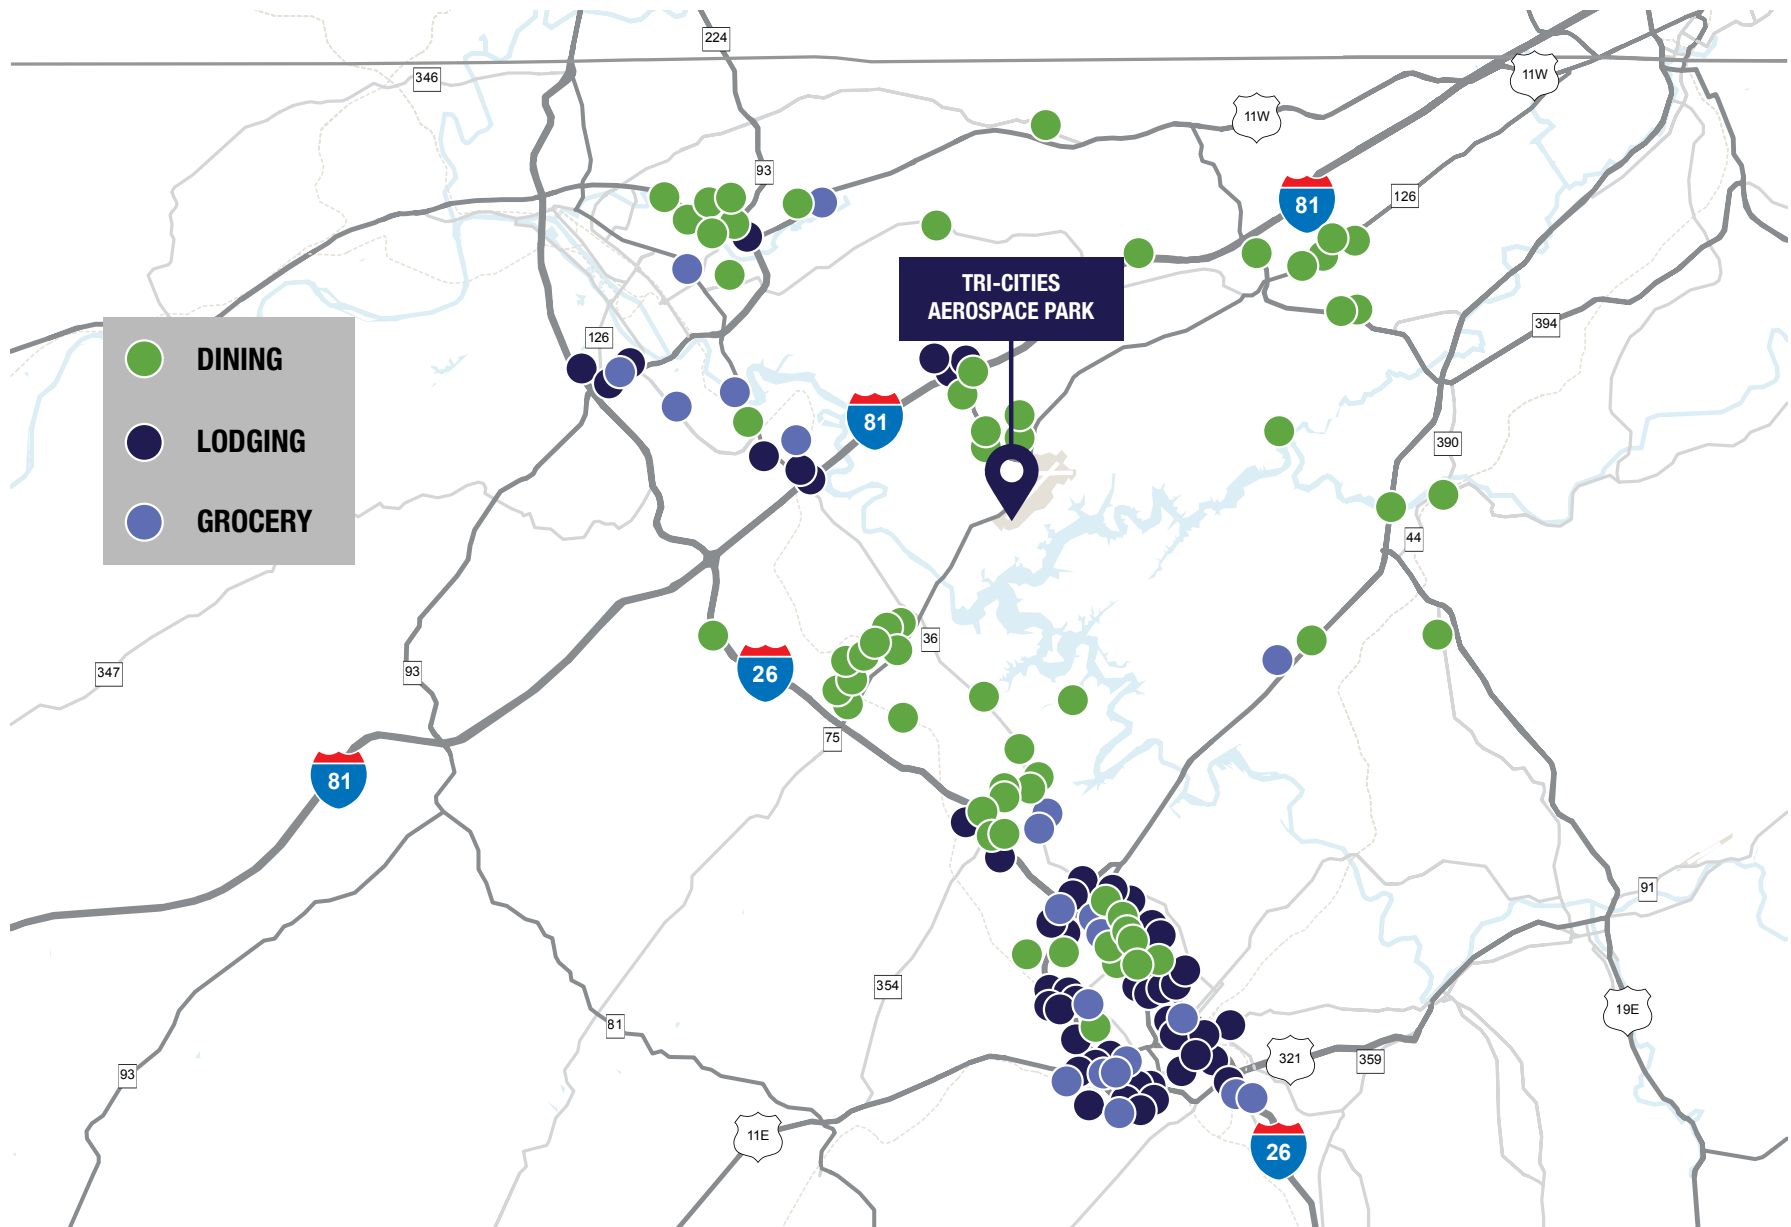 224
346
11W
11W
93
81
126
TRI-CITIES
AEROSPACE PARK
394
126
DINING
LODGING
GROCERY
81
390
44
36
347
93
26
75
81
91
354
19E
81
321
359
93
11E
26